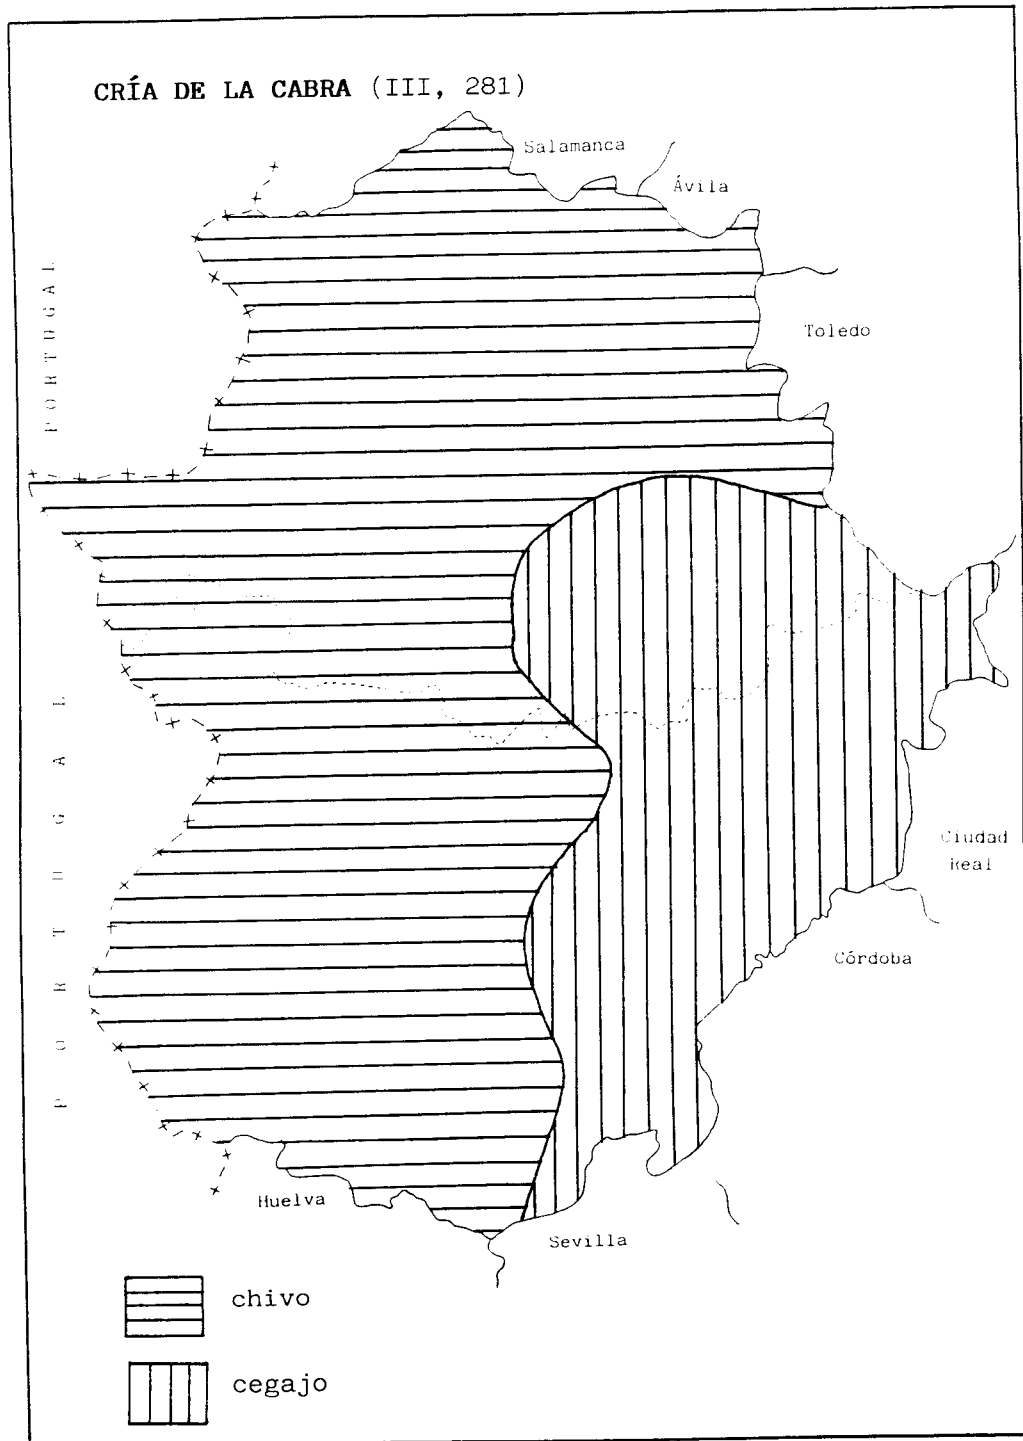 CRÍA DE LA CABRA (III, 281)
Salamanca
Ávila
PORTUGAL
Toledo
PORTUGAL
Ciudad
Real
Córdoba
Huelva
Sevilla
chivo
cegajo